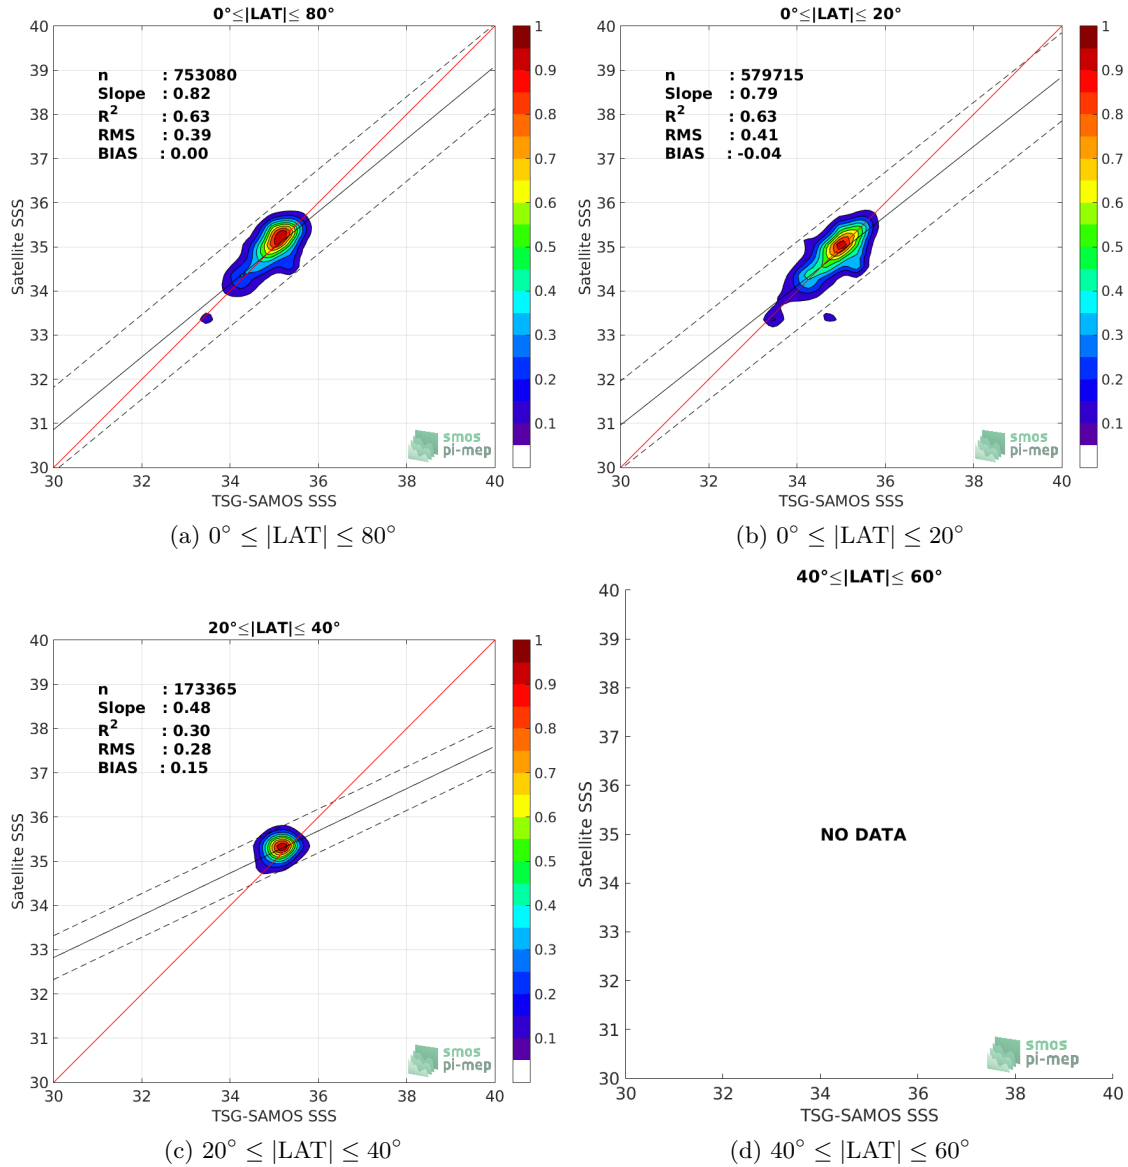 0°≤|LAT|≤ 80°
40
39
38
37
36
35
34
33
32
31
30
Satellite SSS
n : 753080
Slope : 0.82
R² : 0.63
RMS : 0.39
BIAS : 0.00
smos
pi-mep
30 32 34 36 38 40
TSG-SAMOS SSS
1
0.9
0.8
0.7
0.6
0.5
0.4
0.3
0.2
0.1
(a) 0° ≤ |LAT| ≤ 80°
0°≤|LAT|≤ 20°
40
39
38
37
36
35
34
33
32
31
30
Satellite SSS
n : 579715
Slope : 0.79
R² : 0.63
RMS : 0.41
BIAS : -0.04
smos
pi-mep
30 32 34 36 38 40
TSG-SAMOS SSS
1
0.9
0.8
0.7
0.6
0.5
0.4
0.3
0.2
0.1
(b) 0° ≤ |LAT| ≤ 20°
20°≤|LAT|≤ 40°
40
39
38
37
36
35
34
33
32
31
30
Satellite SSS
n : 173365
Slope : 0.48
R² : 0.30
RMS : 0.28
BIAS : 0.15
smos
pi-mep
30 32 34 36 38 40
TSG-SAMOS SSS
1
0.9
0.8
0.7
0.6
0.5
0.4
0.3
0.2
0.1
(c) 20° ≤ |LAT| ≤ 40°
40°≤|LAT|≤ 60°
40
39
38
37
36
35
34
33
32
31
30
Satellite SSS
NO DATA
smos
pi-mep
30 32 34 36 38 40
TSG-SAMOS SSS
(d) 40° ≤ |LAT| ≤ 60°